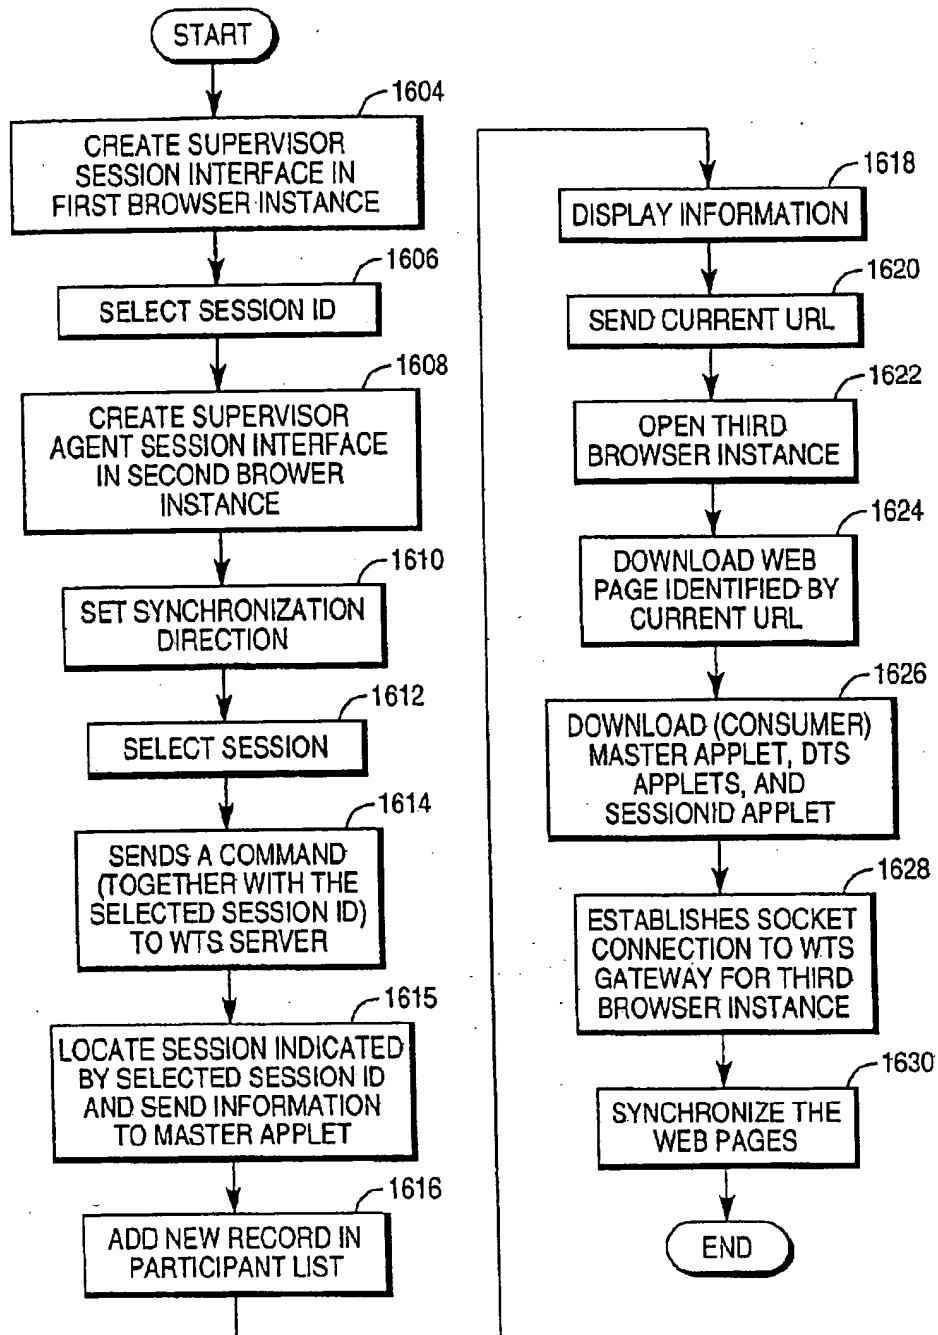 START
1604
CREATE SUPERVISOR
SESSION INTERFACE IN
FIRST BROWSER INSTANCE
1606
SELECT SESSION ID
1608
CREATE SUPERVISOR
AGENT SESSION INTERFACE
IN SECOND BROWER
INSTANCE
1610
SET SYNCHRONIZATION
DIRECTION
1612
SELECT SESSION
1614
SENDS A COMMAND
(TOGETHER WITH THE
SELECTED SESSION ID)
TO WTS SERVER
1615
LOCATE SESSION INDICATED
BY SELECTED SESSION ID
AND SEND INFORMATION
TO MASTER APPLET
1616
ADD NEW RECORD IN
PARTICIPANT LIST
1618
DISPLAY INFORMATION
1620
SEND CURRENT URL
1622
OPEN THIRD
BROWSER INSTANCE
1624
DOWNLOAD WEB
PAGE IDENTIFIED BY
CURRENT URL
1626
DOWNLOAD (CONSUMER)
MASTER APPLET, DTS
APPLETS, AND
SESSIONID APPLET
1628
ESTABLISHES SOCKET
CONNECTION TO WTS
GATEWAY FOR THIRD
BROWSER INSTANCE
1630
SYNCHRONIZE THE
WEB PAGES
END